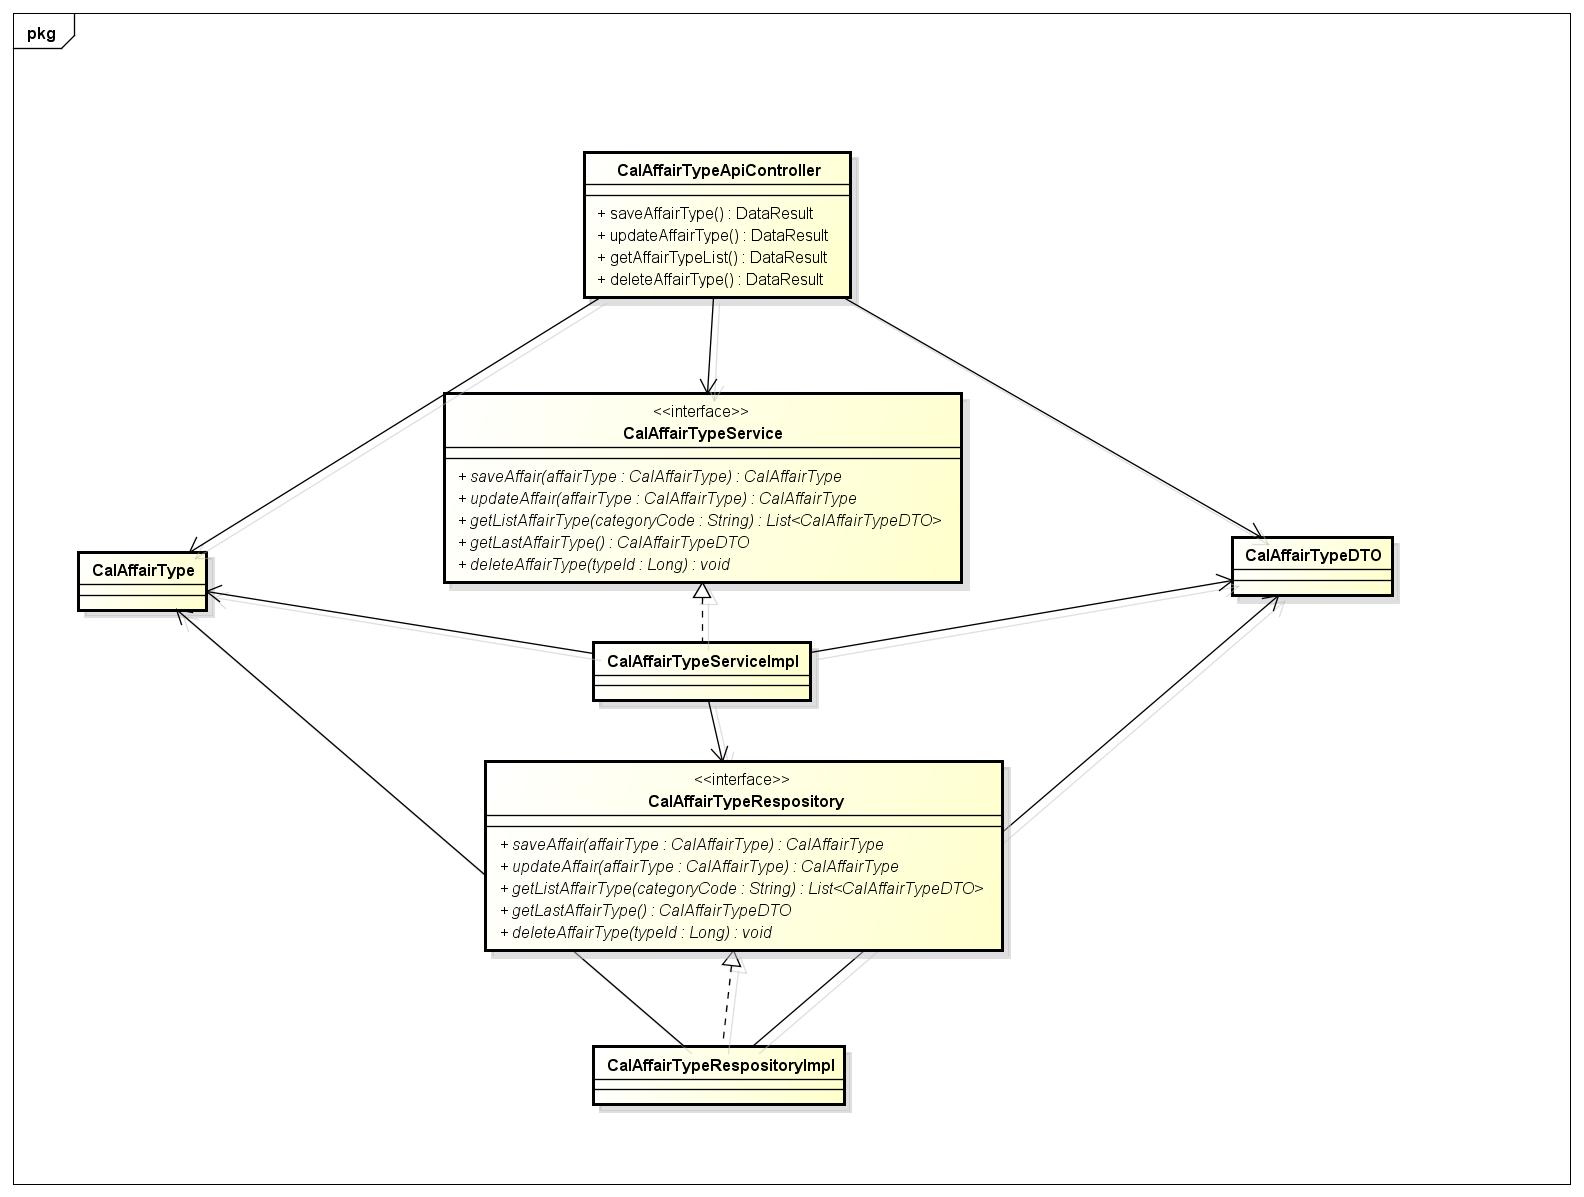 pkg
CalAffairTypeApiController
+ saveAffairType() : DataResult
+ updateAffairType() : DataResult
+ getAffairTypeList() : DataResult
+ deleteAffairType() : DataResult
<<interface>>
CalAffairTypeService
+ saveAffair(affairType : CalAffairType) : CalAffairType
+ updateAffair(affairType : CalAffairType) : CalAffairType
+ getListAffairType(categoryCode : String) : List<CalAffairTypeDTO>
+ getLastAffairType() : CalAffairTypeDTO
+ deleteAffairType(typeId : Long) : void
CalAffairType
CalAffairTypeDTO
CalAffairTypeServiceImpl
<<interface>>
CalAffairTypeRespository
+ saveAffair(affairType : CalAffairType) : CalAffairType
+ updateAffair(affairType : CalAffairType) : CalAffairType
+ getListAffairType(categoryCode : String) : List<CalAffairTypeDTO>
+ getLastAffairType() : CalAffairTypeDTO
+ deleteAffairType(typeId : Long) : void
CalAffairTypeRespositoryImpl